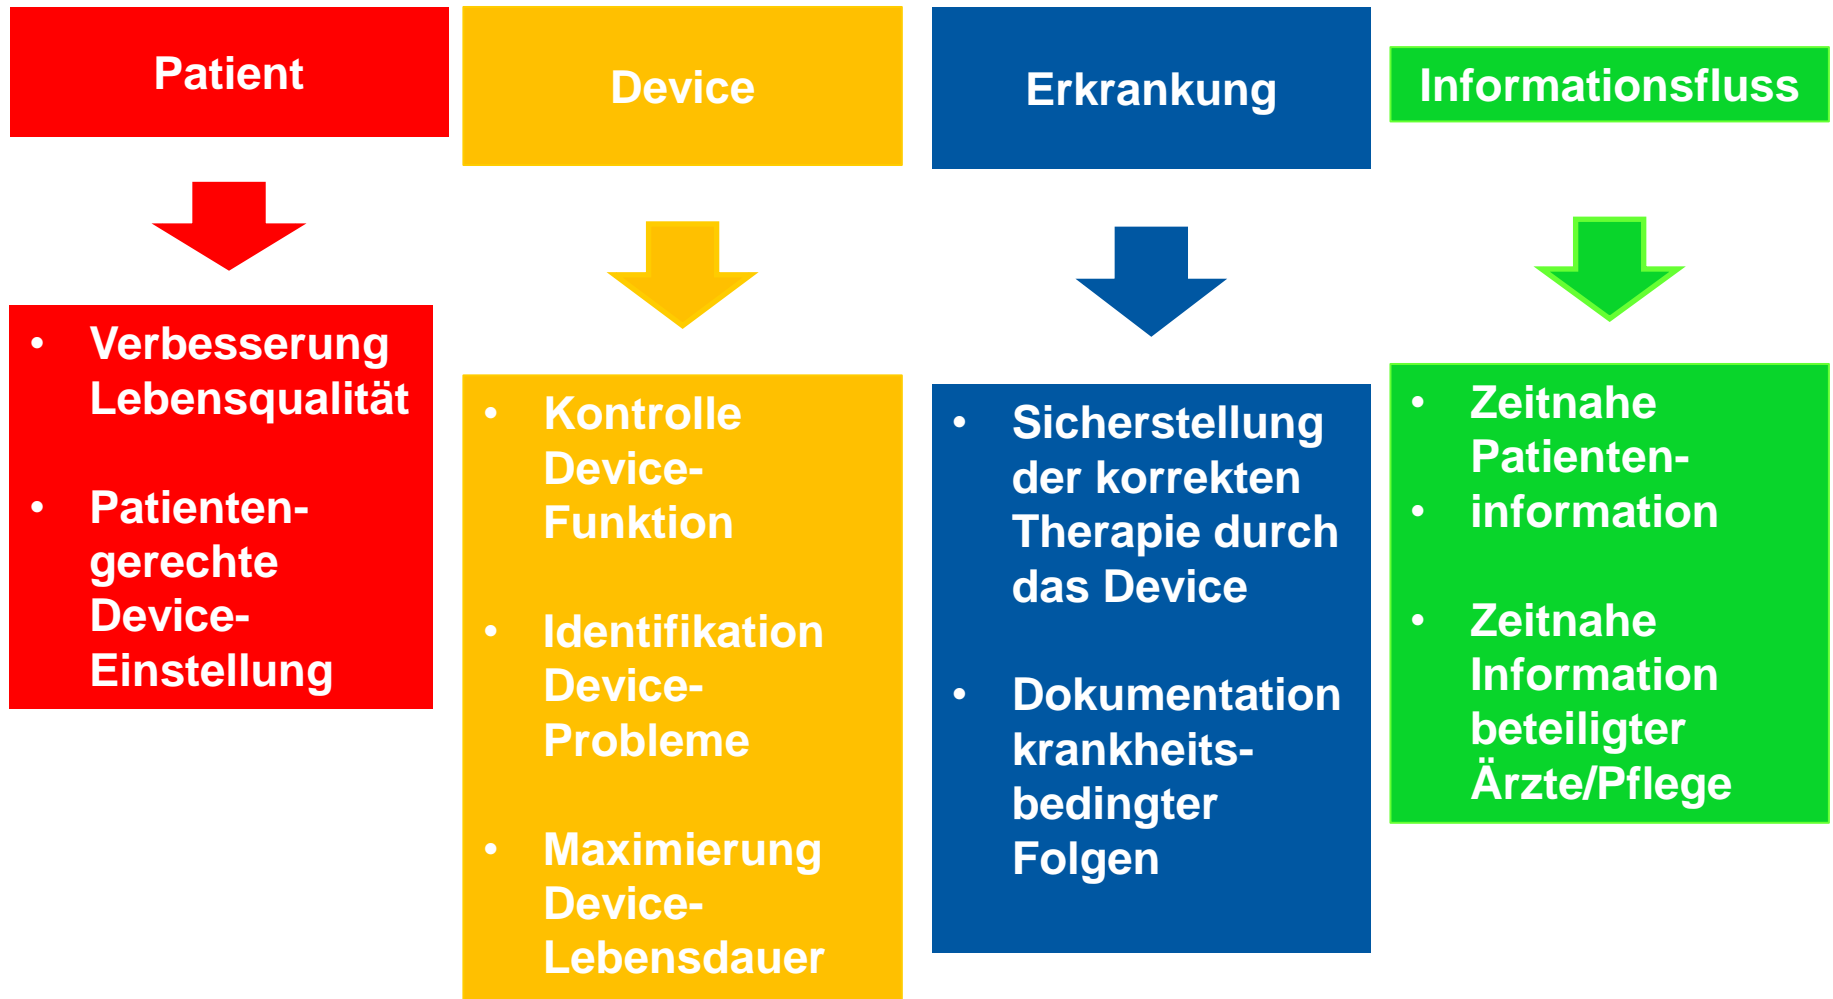 Patient
Device
Erkrankung
Informationsfluss
• Verbesserung
Lebensqualität
• Patienten-
gerechte
Device-
Einstellung
• Kontrolle
Device-
Funktion
• Identifikation
Device-
Probleme
• Maximierung
Device-
Lebensdauer
• Sicherstellung
der korrekten
Therapie durch
das Device
• Dokumentation
krankheits-
bedingter
Folgen
• Zeitnahe
Patienten-
• information
• Zeitnahe
Information
beteiligter
Ärzte/Pflege